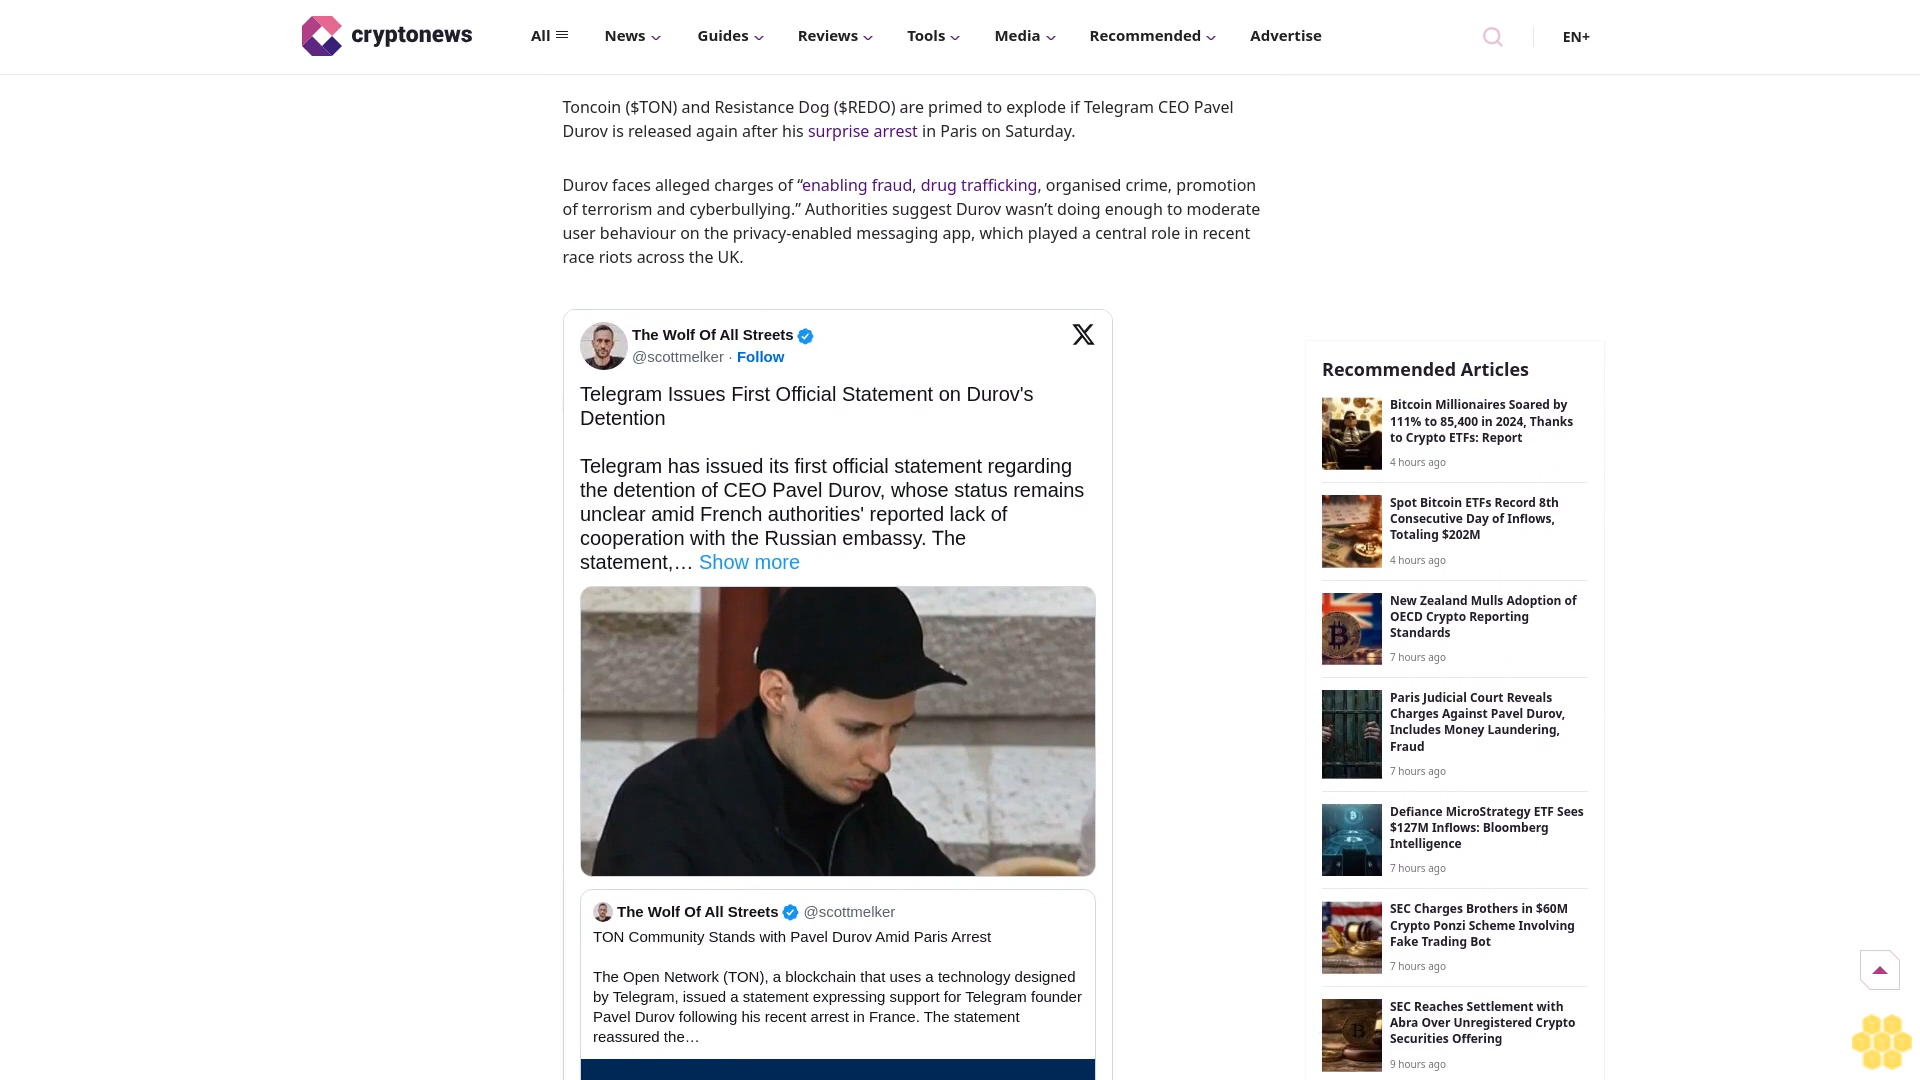 cryptonews
All
News
Guides
Reviews
Tools
Media
Recommended
Advertise
EN+
Toncoin ($TON) and Resistance Dog ($REDO) are primed to explode if Telegram CEO Pavel
Durov is released again after his surprise arrest in Paris on Saturday.
Durov faces alleged charges of “enabling fraud, drug trafficking, organised crime, promotion
of terrorism and cyberbullying.” Authorities suggest Durov wasn’t doing enough to moderate
user behaviour on the privacy-enabled messaging app, which played a central role in recent
race riots across the UK.
The Wolf Of All Streets
@scottmelker · Follow
Telegram Issues First Official Statement on Durov's
Detention
Telegram has issued its first official statement regarding
the detention of CEO Pavel Durov, whose status remains
unclear amid French authorities' reported lack of
cooperation with the Russian embassy. The
statement,… Show more
The Wolf Of All Streets @scottmelker
TON Community Stands with Pavel Durov Amid Paris Arrest
The Open Network (TON), a blockchain that uses a technology designed
by Telegram, issued a statement expressing support for Telegram founder
Pavel Durov following his recent arrest in France. The statement
reassured the…
Recommended Articles
Bitcoin Millionaires Soared by
111% to 85,400 in 2024, Thanks
to Crypto ETFs: Report
4 hours ago
Spot Bitcoin ETFs Record 8th
Consecutive Day of Inflows,
Totaling $202M
4 hours ago
New Zealand Mulls Adoption of
OECD Crypto Reporting
Standards
7 hours ago
Paris Judicial Court Reveals
Charges Against Pavel Durov,
Includes Money Laundering,
Fraud
7 hours ago
Defiance MicroStrategy ETF Sees
$127M Inflows: Bloomberg
Intelligence
7 hours ago
SEC Charges Brothers in $60M
Crypto Ponzi Scheme Involving
Fake Trading Bot
7 hours ago
SEC Reaches Settlement with
Abra Over Unregistered Crypto
Securities Offering
9 hours ago